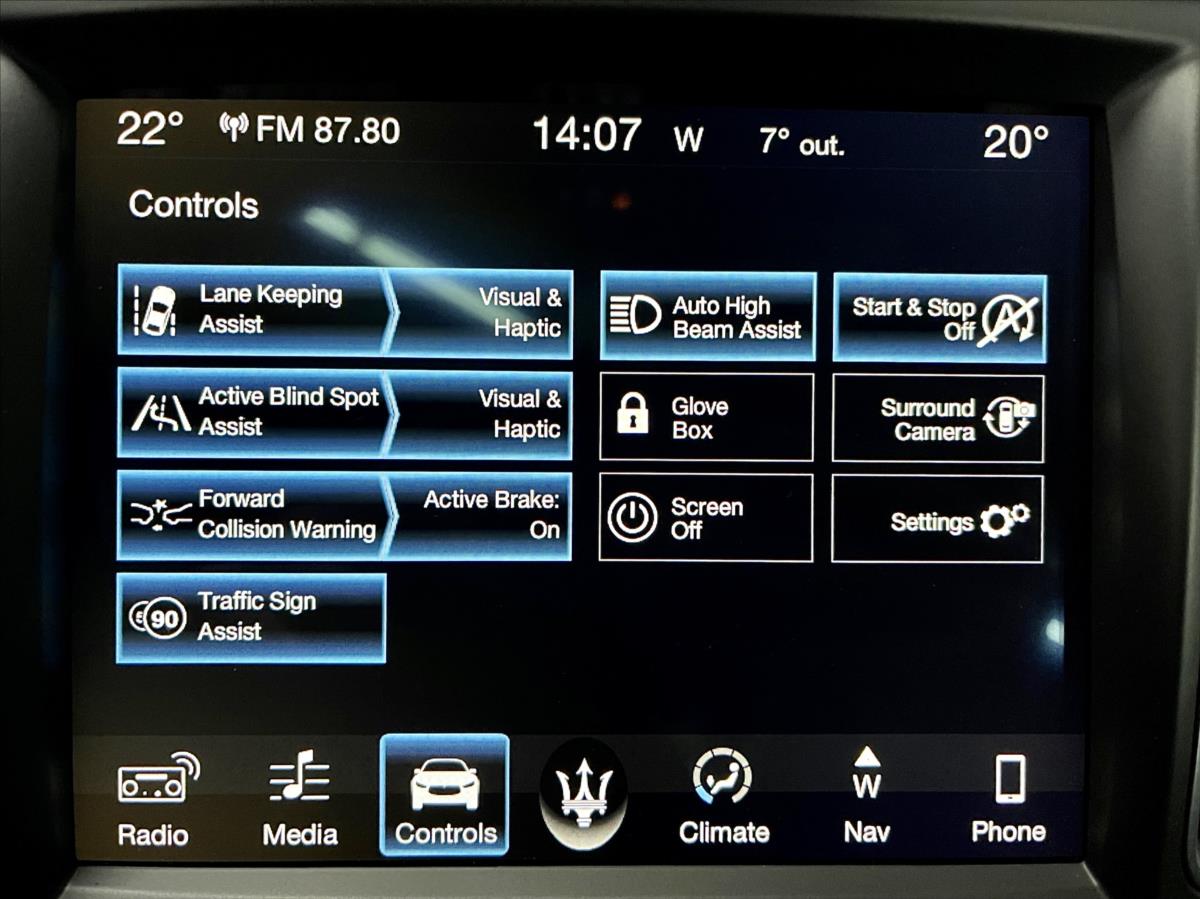 22° FM 87.80 14:07 W 7° out. 20°
Controls
Lane Keeping
Assist
Visual &
Haptic
Auto High
Beam Assist
Start & Stop
Off
A
Active Blind Spot
Assist
Visual &
Haptic
Glove
Box
Surround
Camera
Forward
Collision Warning
Active Brake:
On
Screen
Off
Settings
90
Traffic Sign
Assist
W
Radio
Media
Controls
Climate
Nav
Phone